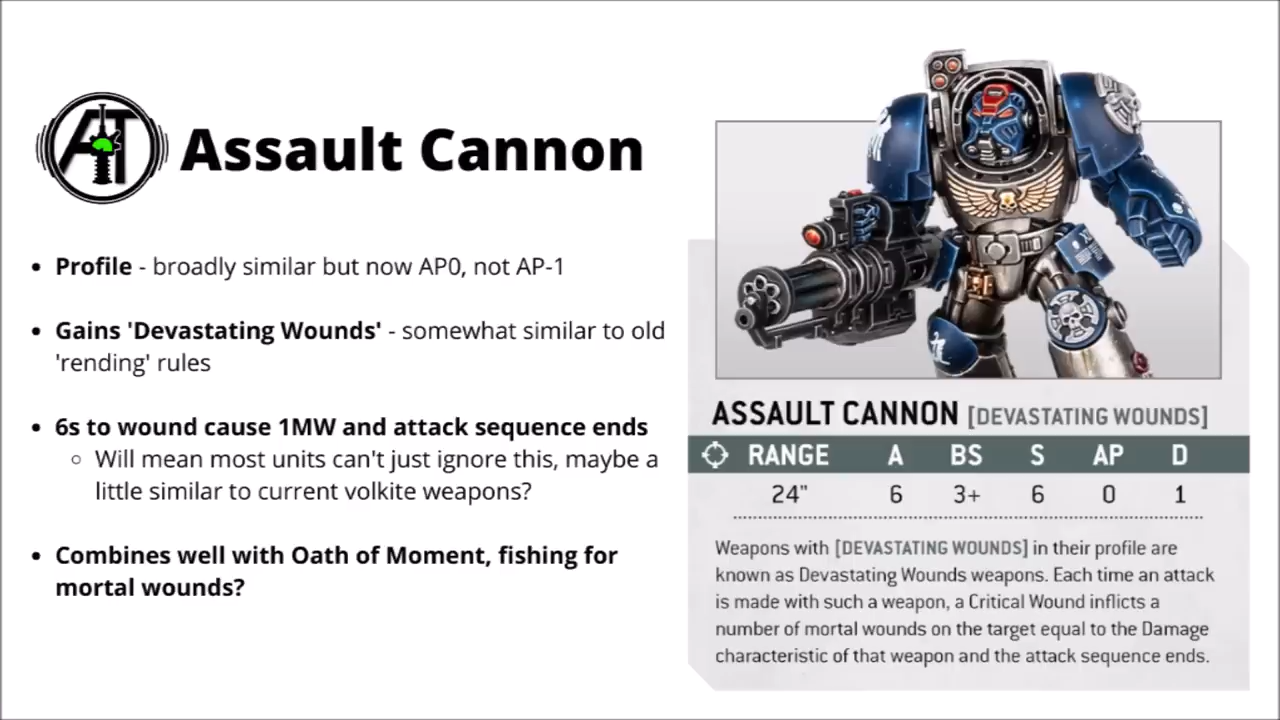 AT
Assault Cannon
• Profile - broadly similar but now AP0, not AP-1
• Gains 'Devastating Wounds' - somewhat similar to old
'rending' rules
• 6s to wound cause 1MW and attack sequence ends
○ Will mean most units can't just ignore this, maybe a
little similar to current volkite weapons?
• Combines well with Oath of Moment, fishing for
mortal wounds?
ASSAULT CANNON [DEVASTATING WOUNDS]
RANGE A BS S AP D
24" 6 3+ 6 0 1
Weapons with [DEVASTATING WOUNDS] in their profile are
known as Devastating Wounds weapons. Each time an attack
is made with such a weapon, a Critical Wound inflicts a
number of mortal wounds on the target equal to the Damage
characteristic of that weapon and the attack sequence ends.